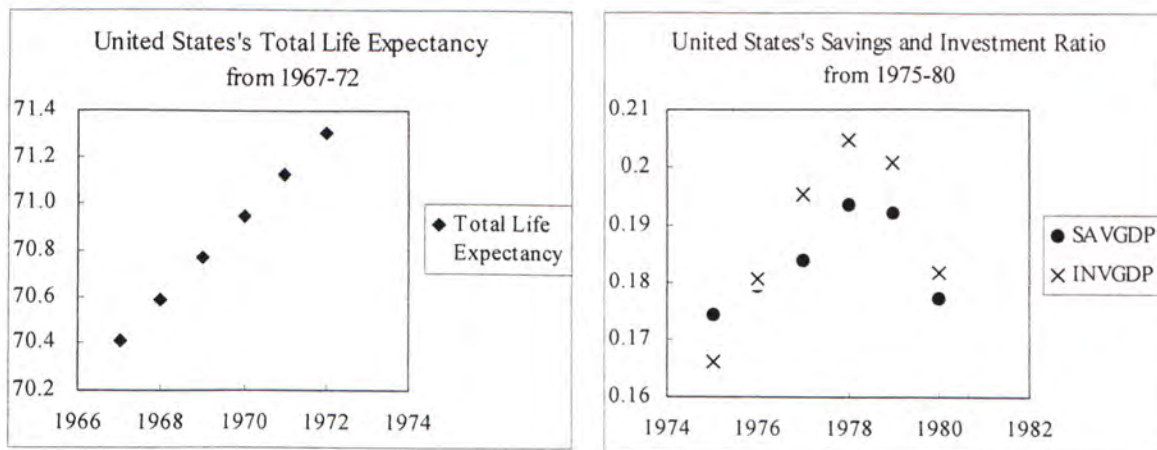 United States's Total Life Expectancy
from 1967-72
71.4
71.2
71.0
70.8
70.6
70.4
70.2
1966 1968 1970 1972 1974
Total Life
Expectancy
United States's Savings and Investment Ratio
from 1975-80
0.21
0.2
0.19
0.18
0.17
0.16
1974 1976 1978 1980 1982
SAVGDP
INVGDP